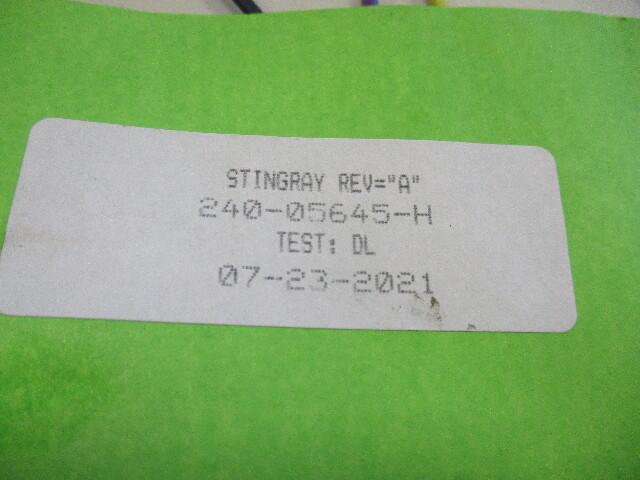 STINGRAY REV="A"
240-05645-H
TEST: DL
07-23-2021